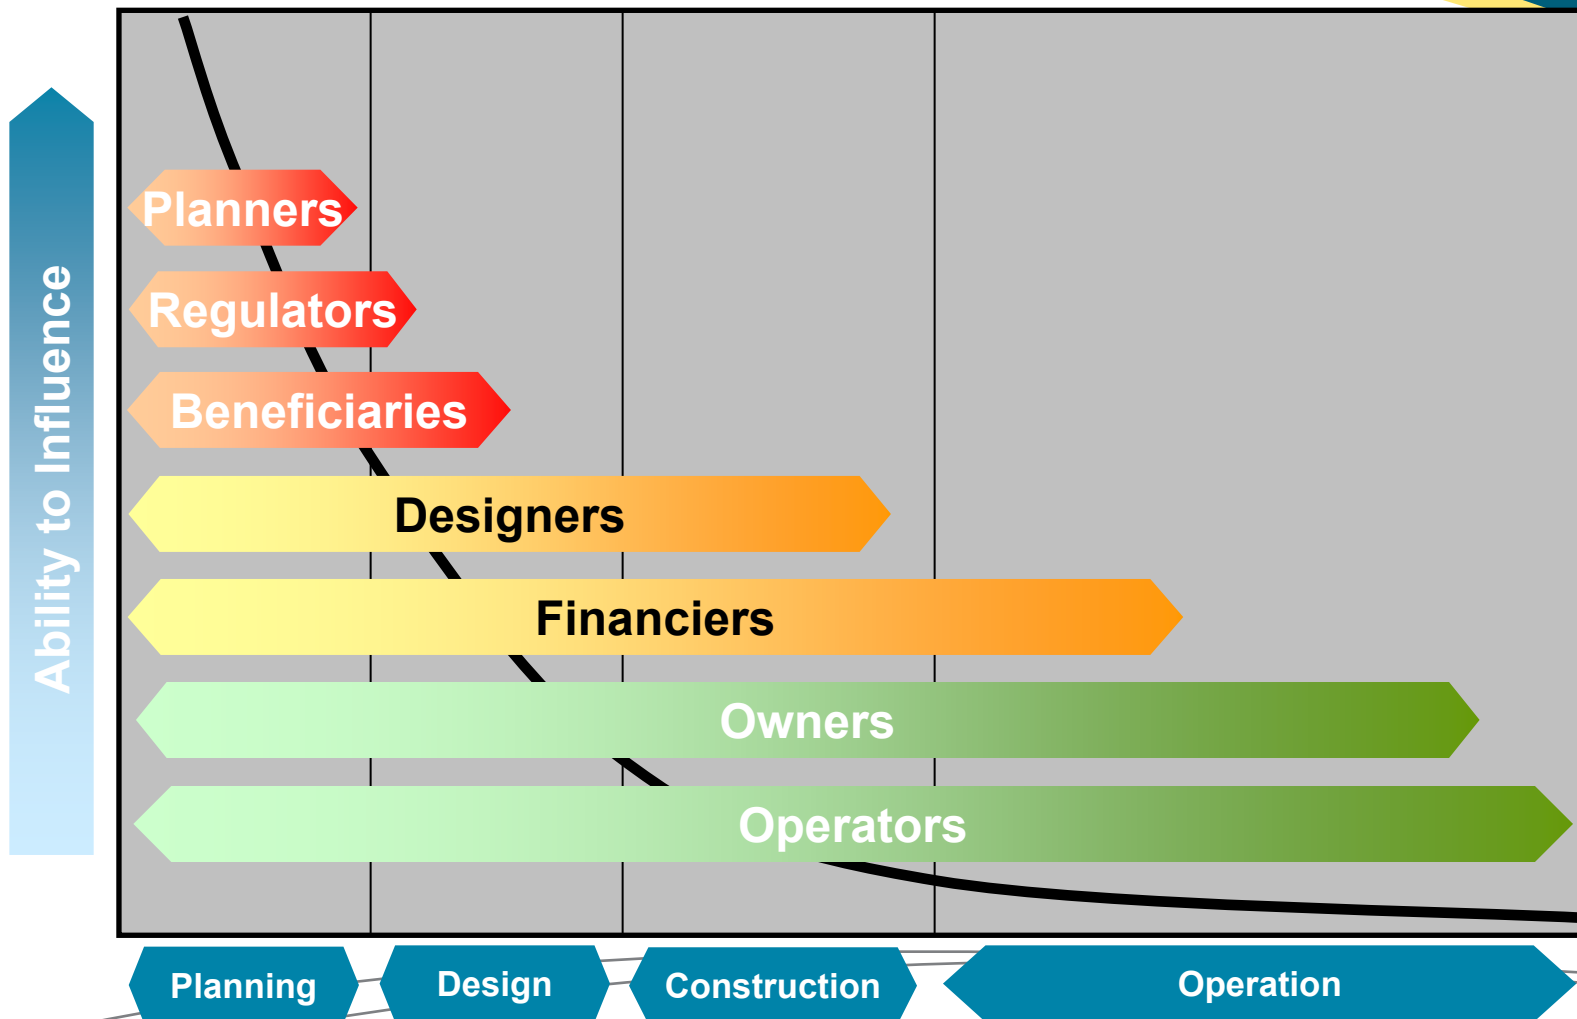 Ability to Influence
Planners
Regulators
Beneficiaries
Designers
Financiers
Owners
Operators
Planning
Design
Construction
Operation